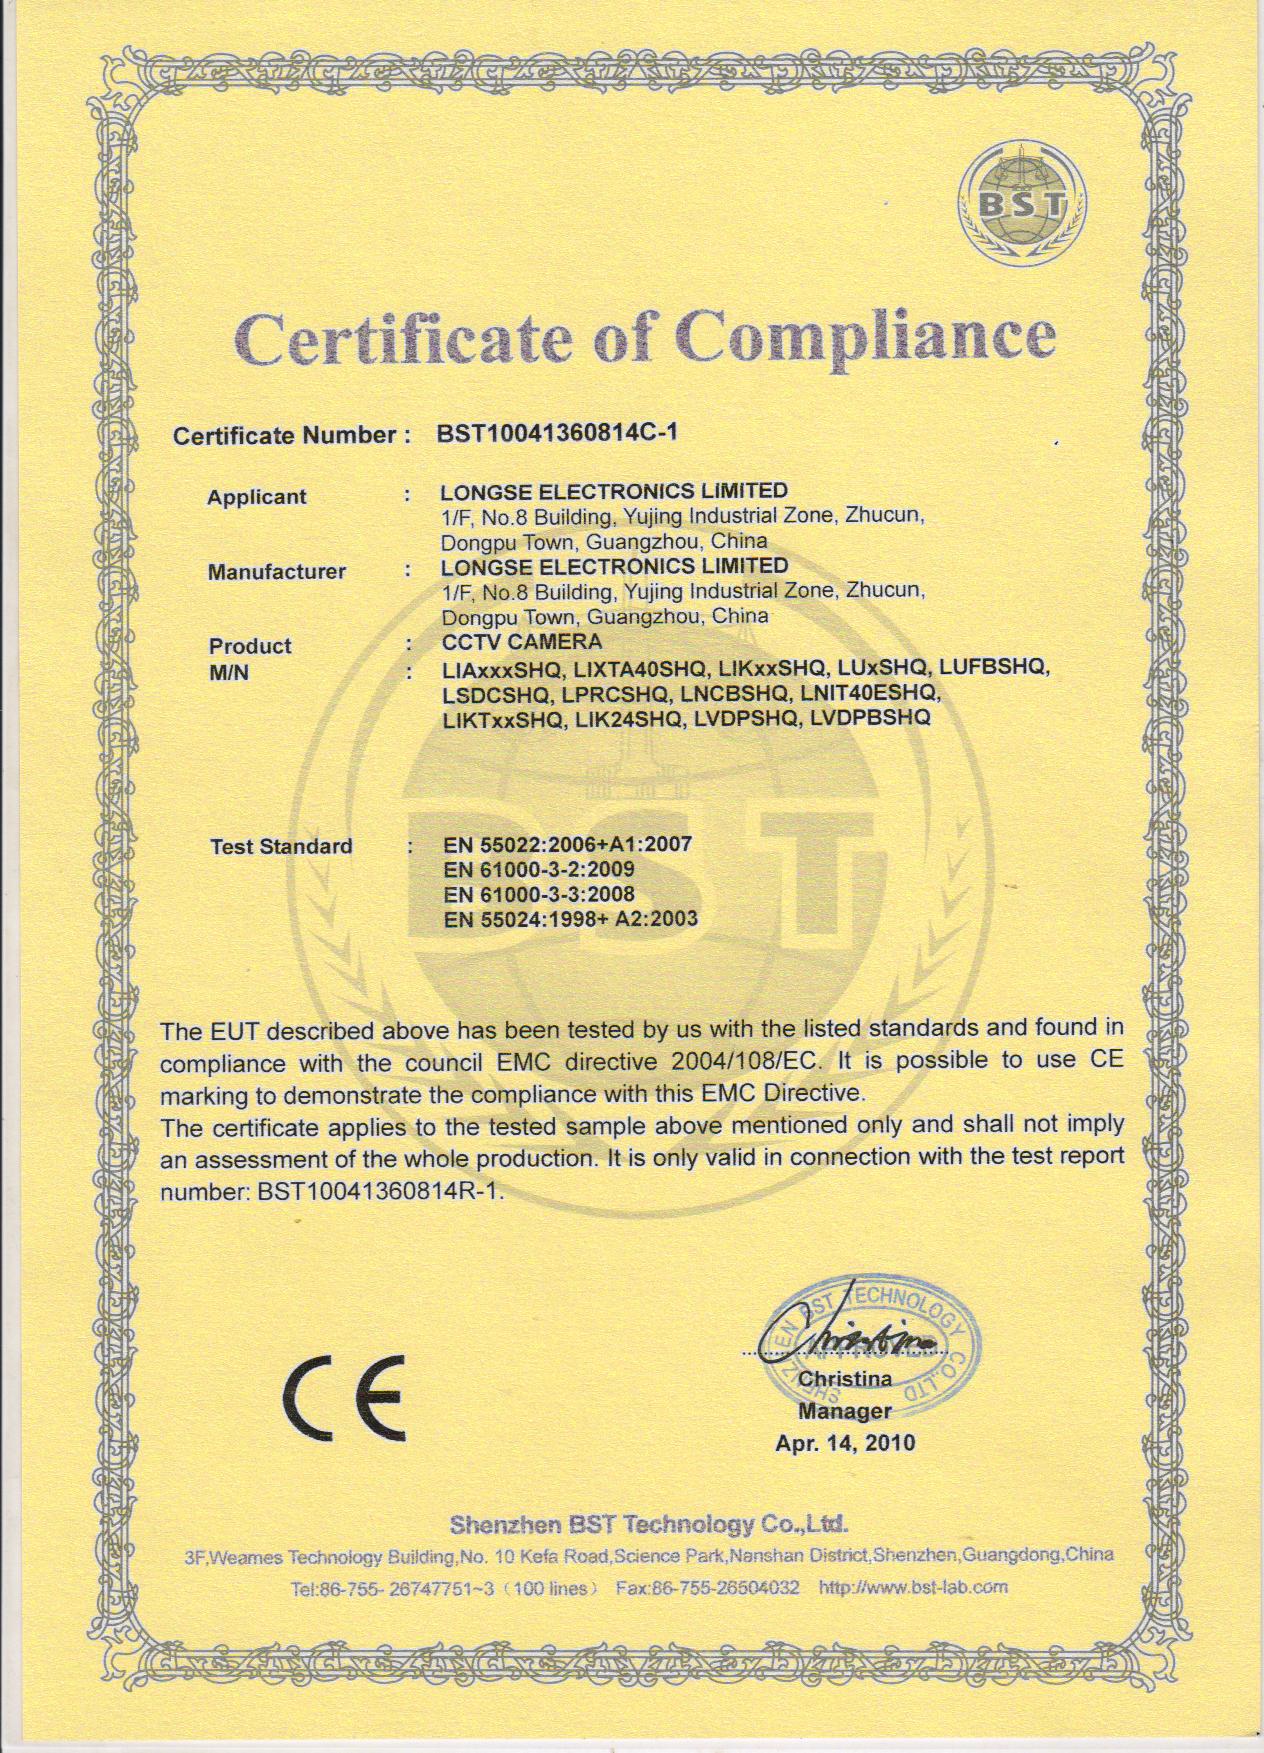 BST
Certificate of Compliance
Certificate Number : BST10041360814C-1
Applicant : LONGSE ELECTRONICS LIMITED
1/F, No.8 Building, Yujing Industrial Zone, Zhucun,
Dongpu Town, Guangzhou, China
Manufacturer : LONGSE ELECTRONICS LIMITED
1/F, No.8 Building, Yujing Industrial Zone, Zhucun,
Dongpu Town, Guangzhou, China
Product : CCTV CAMERA
M/N : LIAxxxSHQ, LIXTA40SHQ, LIKxxSHQ, LUxSHQ, LUFBSHQ,
LSDCSHQ, LPRCSHQ, LNCBSHQ, LNIT40ESHQ,
LIKTxxSHQ, LIK24SHQ, LVDPSHQ, LVDPBSHQ
BST
Test Standard : EN 55022:2006+A1:2007
EN 61000-3-2:2009
EN 61000-3-3:2008
EN 55024:1998+ A2:2003
The EUT described above has been tested by us with the listed standards and found in
compliance with the council EMC directive 2004/108/EC. It is possible to use CE
marking to demonstrate the compliance with this EMC Directive.
The certificate applies to the tested sample above mentioned only and shall not imply
an assessment of the whole production. It is only valid in connection with the test report
number: BST10041360814R-1.
SHENZHEN BST TECHNOLOGY CO.,LTD
APPROVED
Christina
CE
Christina
Manager
Apr. 14, 2010
Shenzhen BST Technology Co.,Ltd.
3F,Weames Technology Building,No. 10 Kefa Road,Science Park,Nanshan District,Shenzhen,Guangdong,China
Tel:86-755- 26747751~3（100 lines） Fax:86-755-26504032 http://www.bst-lab.com